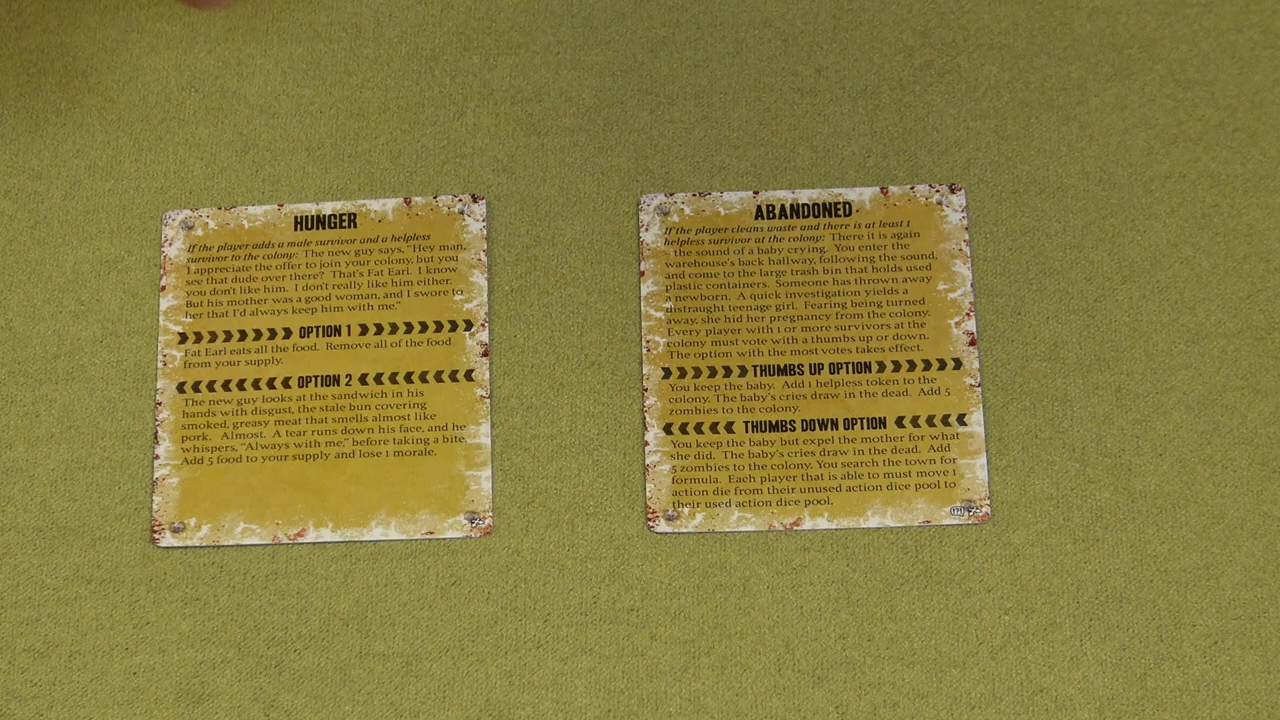 HUNGER
If the player adds a male survivor and a helpless
survivor to the colony: The new guy says, "Hey man,
I appreciate the offer to join your colony, but you
see that dude over there? That's Fat Earl. I know
you don't like him. I don't really like him either.
But his mother was a good woman, and I swore to
her that I'd always keep him with me."
OPTION 1
Fat Earl eats all the food. Remove all of the food
from your supply.
OPTION 2
The new guy looks at the sandwich in his
hands with disgust, the stale bun covering
smoked, greasy meat that smells almost like
pork. Almost. A tear runs down his face, and he
whispers, "Always with me," before taking a bite.
Add 5 food to your supply and lose 1 morale.
ABANDONED
If the player cleans waste and there is at least 1
helpless survivor at the colony: There it is again
- the sound of a baby crying. You enter the
warehouse's back hallway, following the sound,
and come to the large trash bin that holds used
plastic containers. Someone has thrown away
a newborn. A quick investigation yields a
distraught teenage girl. Fearing being turned
away, she hid her pregnancy from the colony.
Every player with 1 or more survivors at the
colony must vote with a thumbs up or down.
The option with the most votes takes effect.
THUMBS UP OPTION
You keep the baby. Add 1 helpless token to the
colony. The baby's cries draw in the dead. Add 5
zombies to the colony.
THUMBS DOWN OPTION
You keep the baby but expel the mother for what
she did. The baby's cries draw in the dead. Add
5 zombies to the colony. You search the town for
formula. Each player that is able to must move 1
action die from their unused action dice pool to
their used action dice pool.